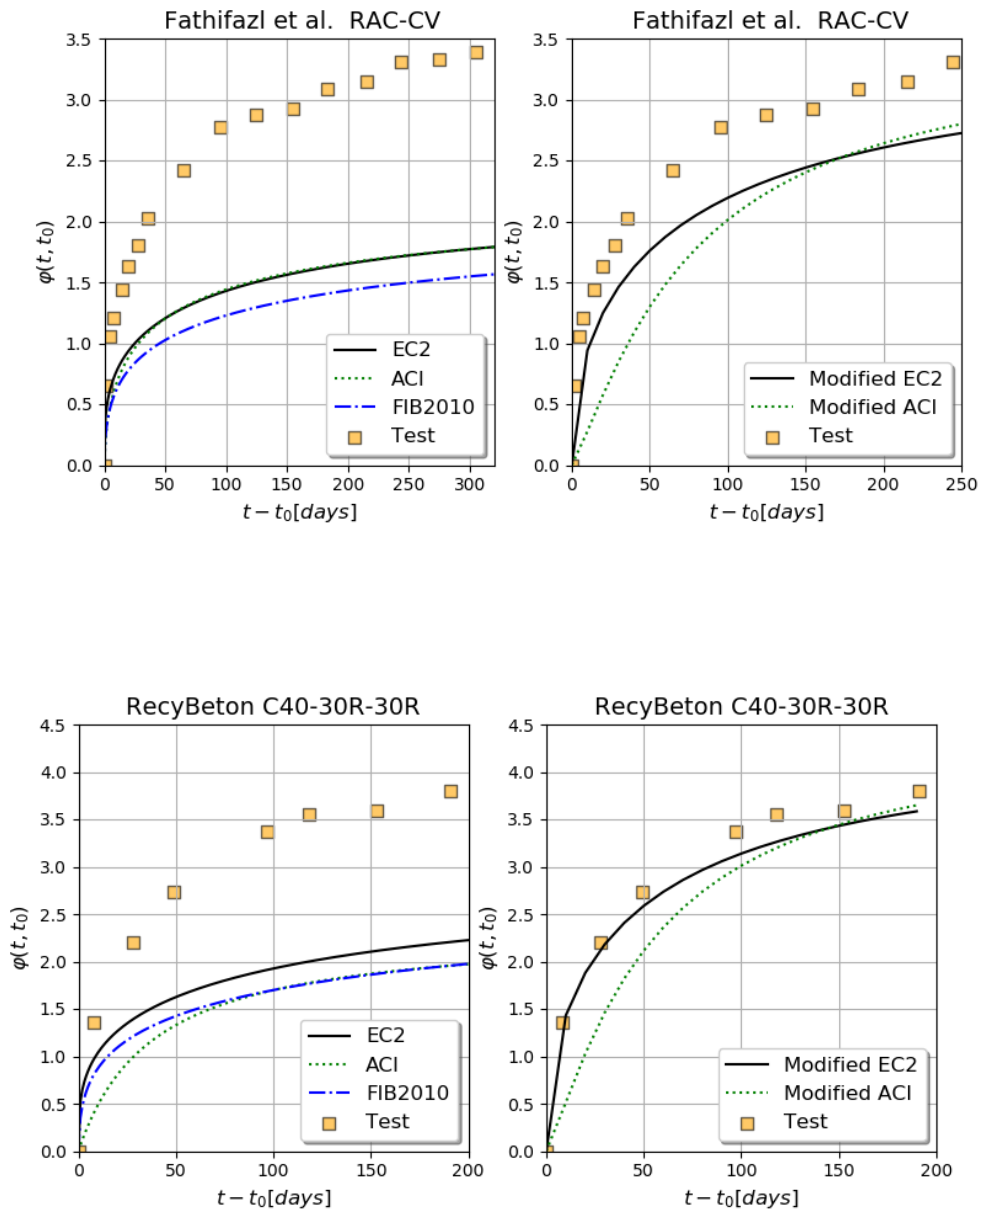 Fathifazl et al.  RAC-CV
3.5
3.0
2.5
2.0
1.5
1.0
0.5
0.0
φ(t, t₀)
EC2
ACI
FIB2010
Test
0 50 100 150 200 250 300
t − t₀[days]
Fathifazl et al.  RAC-CV
3.5
3.0
2.5
2.0
1.5
1.0
0.5
0.0
φ(t, t₀)
Modified EC2
Modified ACI
Test
0 50 100 150 200 250
t − t₀[days]
RecyBeton C40-30R-30R
4.5
4.0
3.5
3.0
2.5
2.0
1.5
1.0
0.5
0.0
φ(t, t₀)
EC2
ACI
FIB2010
Test
0 50 100 150 200
t − t₀[days]
RecyBeton C40-30R-30R
4.5
4.0
3.5
3.0
2.5
2.0
1.5
1.0
0.5
0.0
φ(t, t₀)
Modified EC2
Modified ACI
Test
0 50 100 150 200
t − t₀[days]